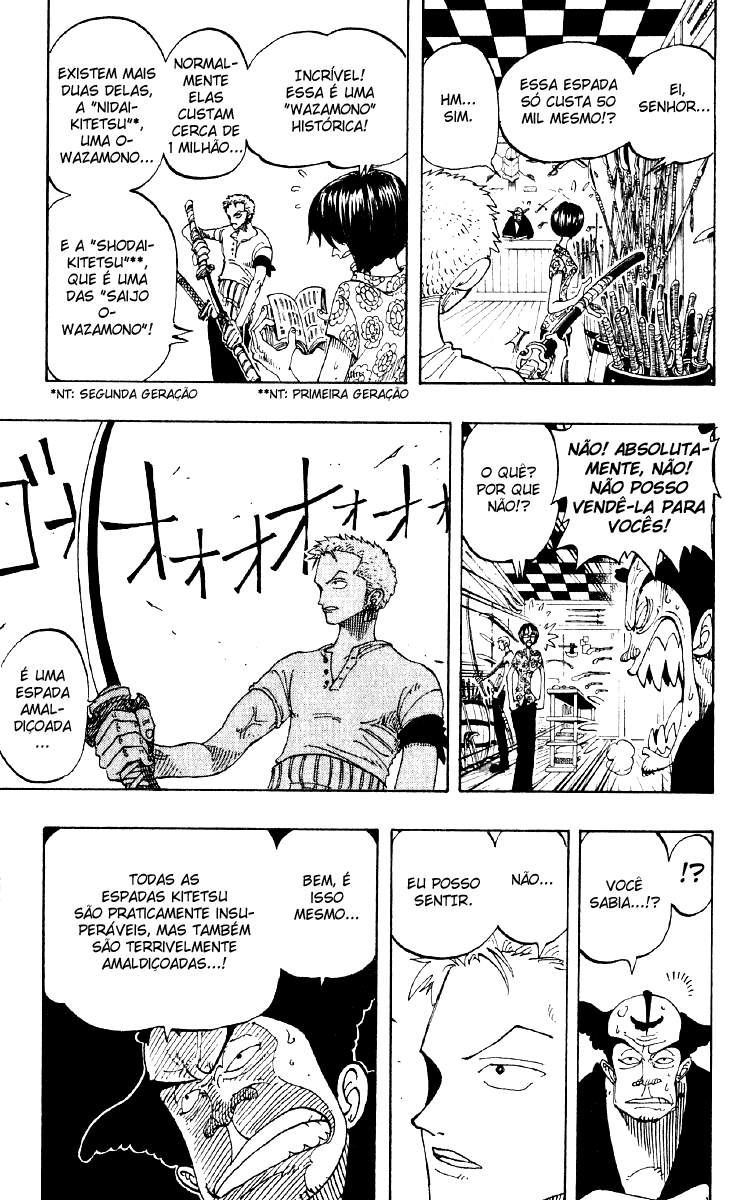 EI,
SENHOR...
ESSA ESPADA
SÓ CUSTA 50
MIL MESMO!?
HM...
SIM.
INCRÍVEL!
ESSA É UMA
"WAZAMONO"
HISTÓRICA!
NORMAL-
MENTE
ELAS
CUSTAM
CERCA DE
1 MILHÃO...
EXISTEM MAIS
DUAS DELAS,
A "NIDAI-
KITETSU"*,
UMA O-
WAZAMONO...
E A "SHODAI-
KITETSU"**,
QUE É UMA
DAS "SAIJO
O-
WAZAMONO"!
*NT: SEGUNDA GERAÇÃO
**NT: PRIMEIRA GERAÇÃO
NÃO! ABSOLUTA-
MENTE, NÃO!
NÃO POSSO
VENDÊ-LA PARA
VOCÊS!
O QUÊ?
POR QUE
NÃO!?
ゴオオオオオオオ
É UMA
ESPADA
AMAL-
DIÇOADA
...
!?
VOCÊ
SABIA...!?
NÃO...
EU POSSO
SENTIR.
BEM, É
ISSO
MESMO...
TODAS AS
ESPADAS KITETSU
SÃO PRATICAMENTE INSU-
PERÁVEIS, MAS TAMBÉM
SÃO TERRIVELMENTE
AMALDIÇOADAS...!